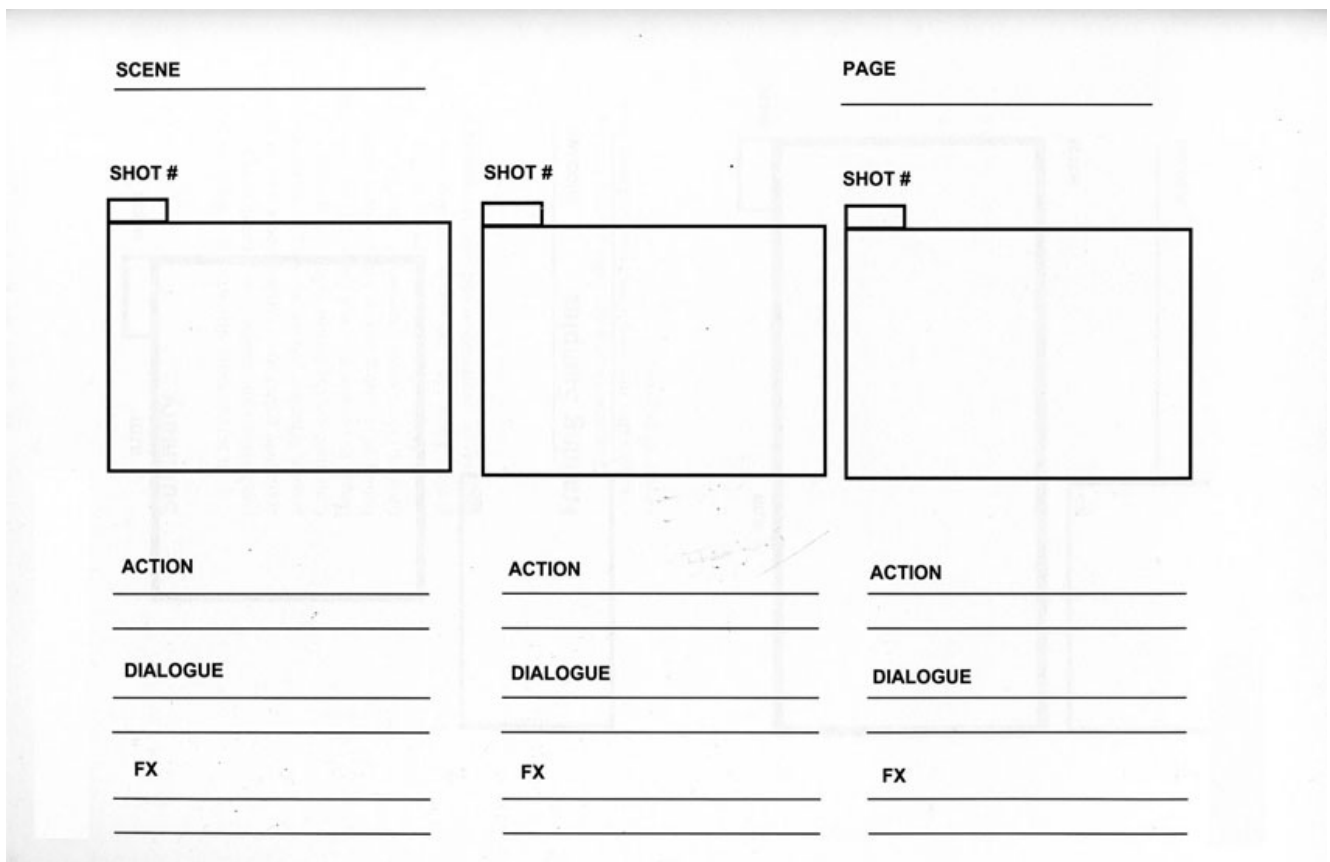 SCENE PAGE
SHOT # SHOT # SHOT #
ACTION ACTION ACTION
DIALOGUE DIALOGUE DIALOGUE
FX FX FX